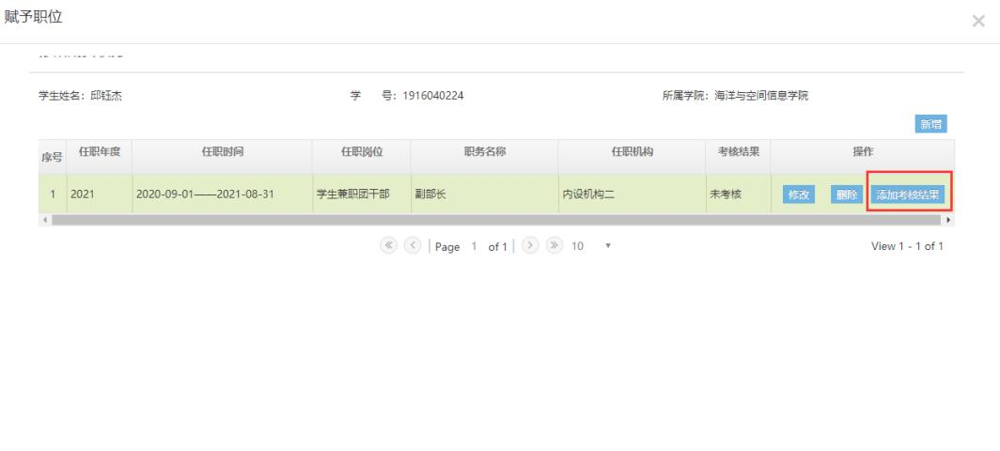 赋予职位
×
学生姓名：邱钰杰 学 号：1916040224 所属学院：海洋与空间信息学院
新增
序号 任职年度 任职时间 任职岗位 职务名称 任职机构 考核结果 操作
1 2021 2020-09-01——2021-08-31 学生兼职团干部 副部长 内设机构二 未考核 修改 删除 添加考核结果
Page 1 of 1 10 View 1 - 1 of 1